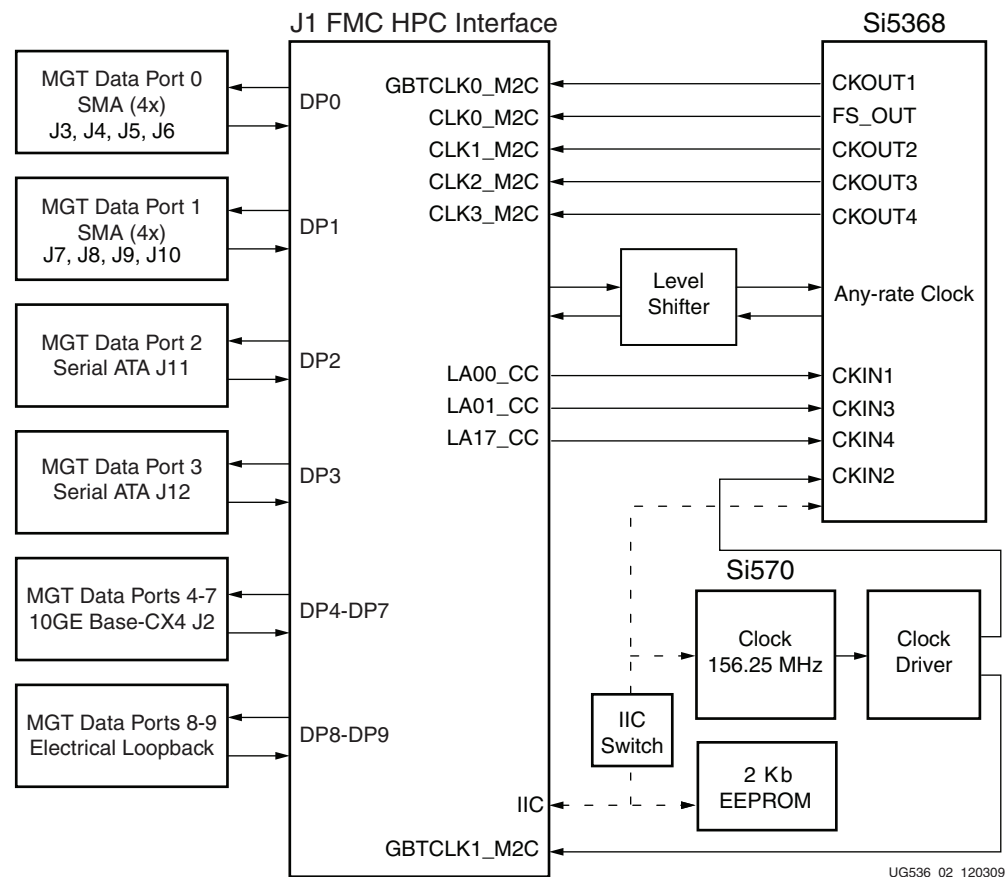 J1 FMC HPC Interface
Si5368
MGT Data Port 0
SMA (4x)
J3, J4, J5, J6
DP0
MGT Data Port 1
SMA (4x)
J7, J8, J9, J10
DP1
MGT Data Port 2
Serial ATA J11
DP2
MGT Data Port 3
Serial ATA J12
DP3
MGT Data Ports 4-7
10GE Base-CX4 J2
DP4-DP7
MGT Data Ports 8-9
Electrical Loopback
DP8-DP9
GBTCLK0_M2C
CLK0_M2C
CLK1_M2C
CLK2_M2C
CLK3_M2C
LA00_CC
LA01_CC
LA17_CC
IIC
GBTCLK1_M2C
Level
Shifter
CKOUT1
FS_OUT
CKOUT2
CKOUT3
CKOUT4
Any-rate Clock
CKIN1
CKIN3
CKIN4
CKIN2
Si570
Clock
156.25 MHz
Clock
Driver
IIC
Switch
2 Kb
EEPROM
UG536_02_120309